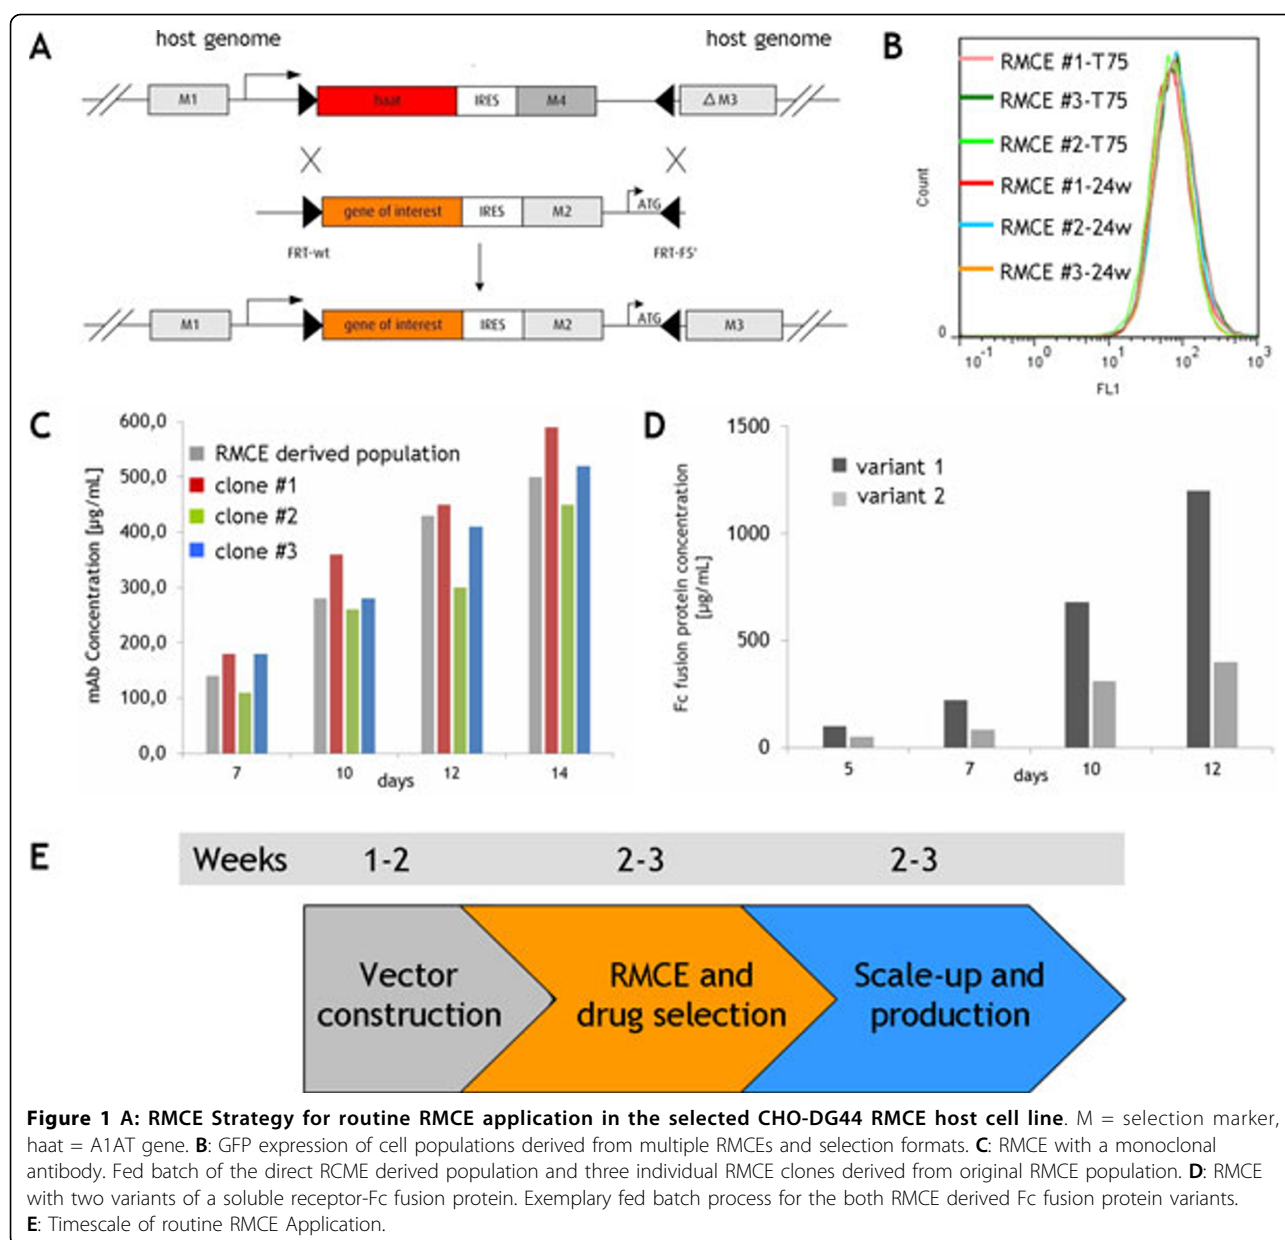 A
host genome
host genome
M1
haat
IRES
M4
Δ M3
gene of interest
IRES
M2
ATG
FRT-wt
FRT-F5'
M1
gene of interest
IRES
M2
ATG
M3
B
RMCE #1-T75
RMCE #3-T75
RMCE #2-T75
RMCE #1-24w
RMCE #2-24w
RMCE #3-24w
Count
0
10-1
100
101
102
103
FL1
C
600,0
500,0
400,0
300,0
200,0
100,0
0,0
mAb Concentration [µg/mL]
RMCE derived population
clone #1
clone #2
clone #3
7
10
12
14
days
D
1500
1000
500
0
Fc fusion protein concentration
[µg/mL]
variant 1
variant 2
5
7
10
12
days
E
Weeks 1-2 2-3 2-3
Vector
construction
RMCE and
drug selection
Scale-up and
production
Figure 1 A: RMCE Strategy for routine RMCE application in the selected CHO-DG44 RMCE host cell line. M = selection marker,
haat = A1AT gene. B: GFP expression of cell populations derived from multiple RMCEs and selection formats. C: RMCE with a monoclonal
antibody. Fed batch of the direct RCME derived population and three individual RMCE clones derived from original RMCE population. D: RMCE
with two variants of a soluble receptor-Fc fusion protein. Exemplary fed batch process for the both RMCE derived Fc fusion protein variants.
E: Timescale of routine RMCE Application.